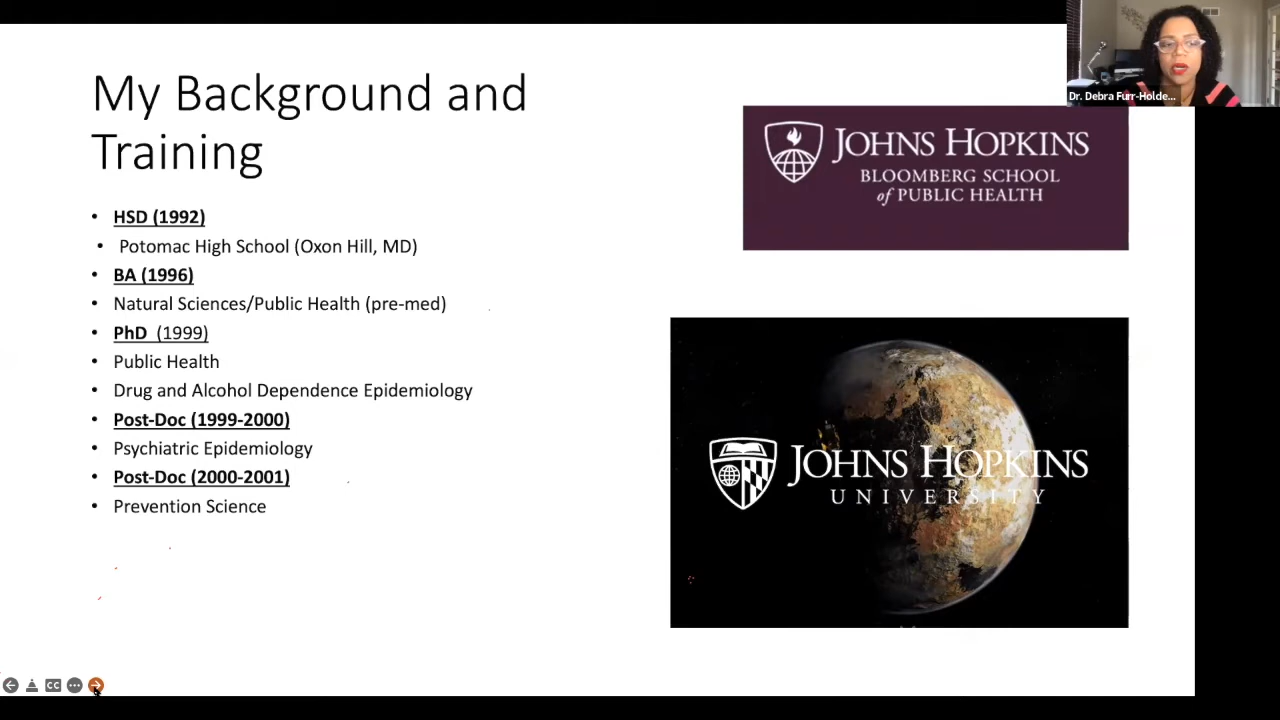 My Background and
Training
• HSD (1992)
• Potomac High School (Oxon Hill, MD)
• BA (1996)
• Natural Sciences/Public Health (pre-med)
• PhD (1999)
• Public Health
• Drug and Alcohol Dependence Epidemiology
• Post-Doc (1999-2000)
• Psychiatric Epidemiology
• Post-Doc (2000-2001)
• Prevention Science
Dr. Debra Furr-Holde...
JOHNS HOPKINS
BLOOMBERG SCHOOL
of PUBLIC HEALTH
JOHNS HOPKINS
UNIVERSITY
CC